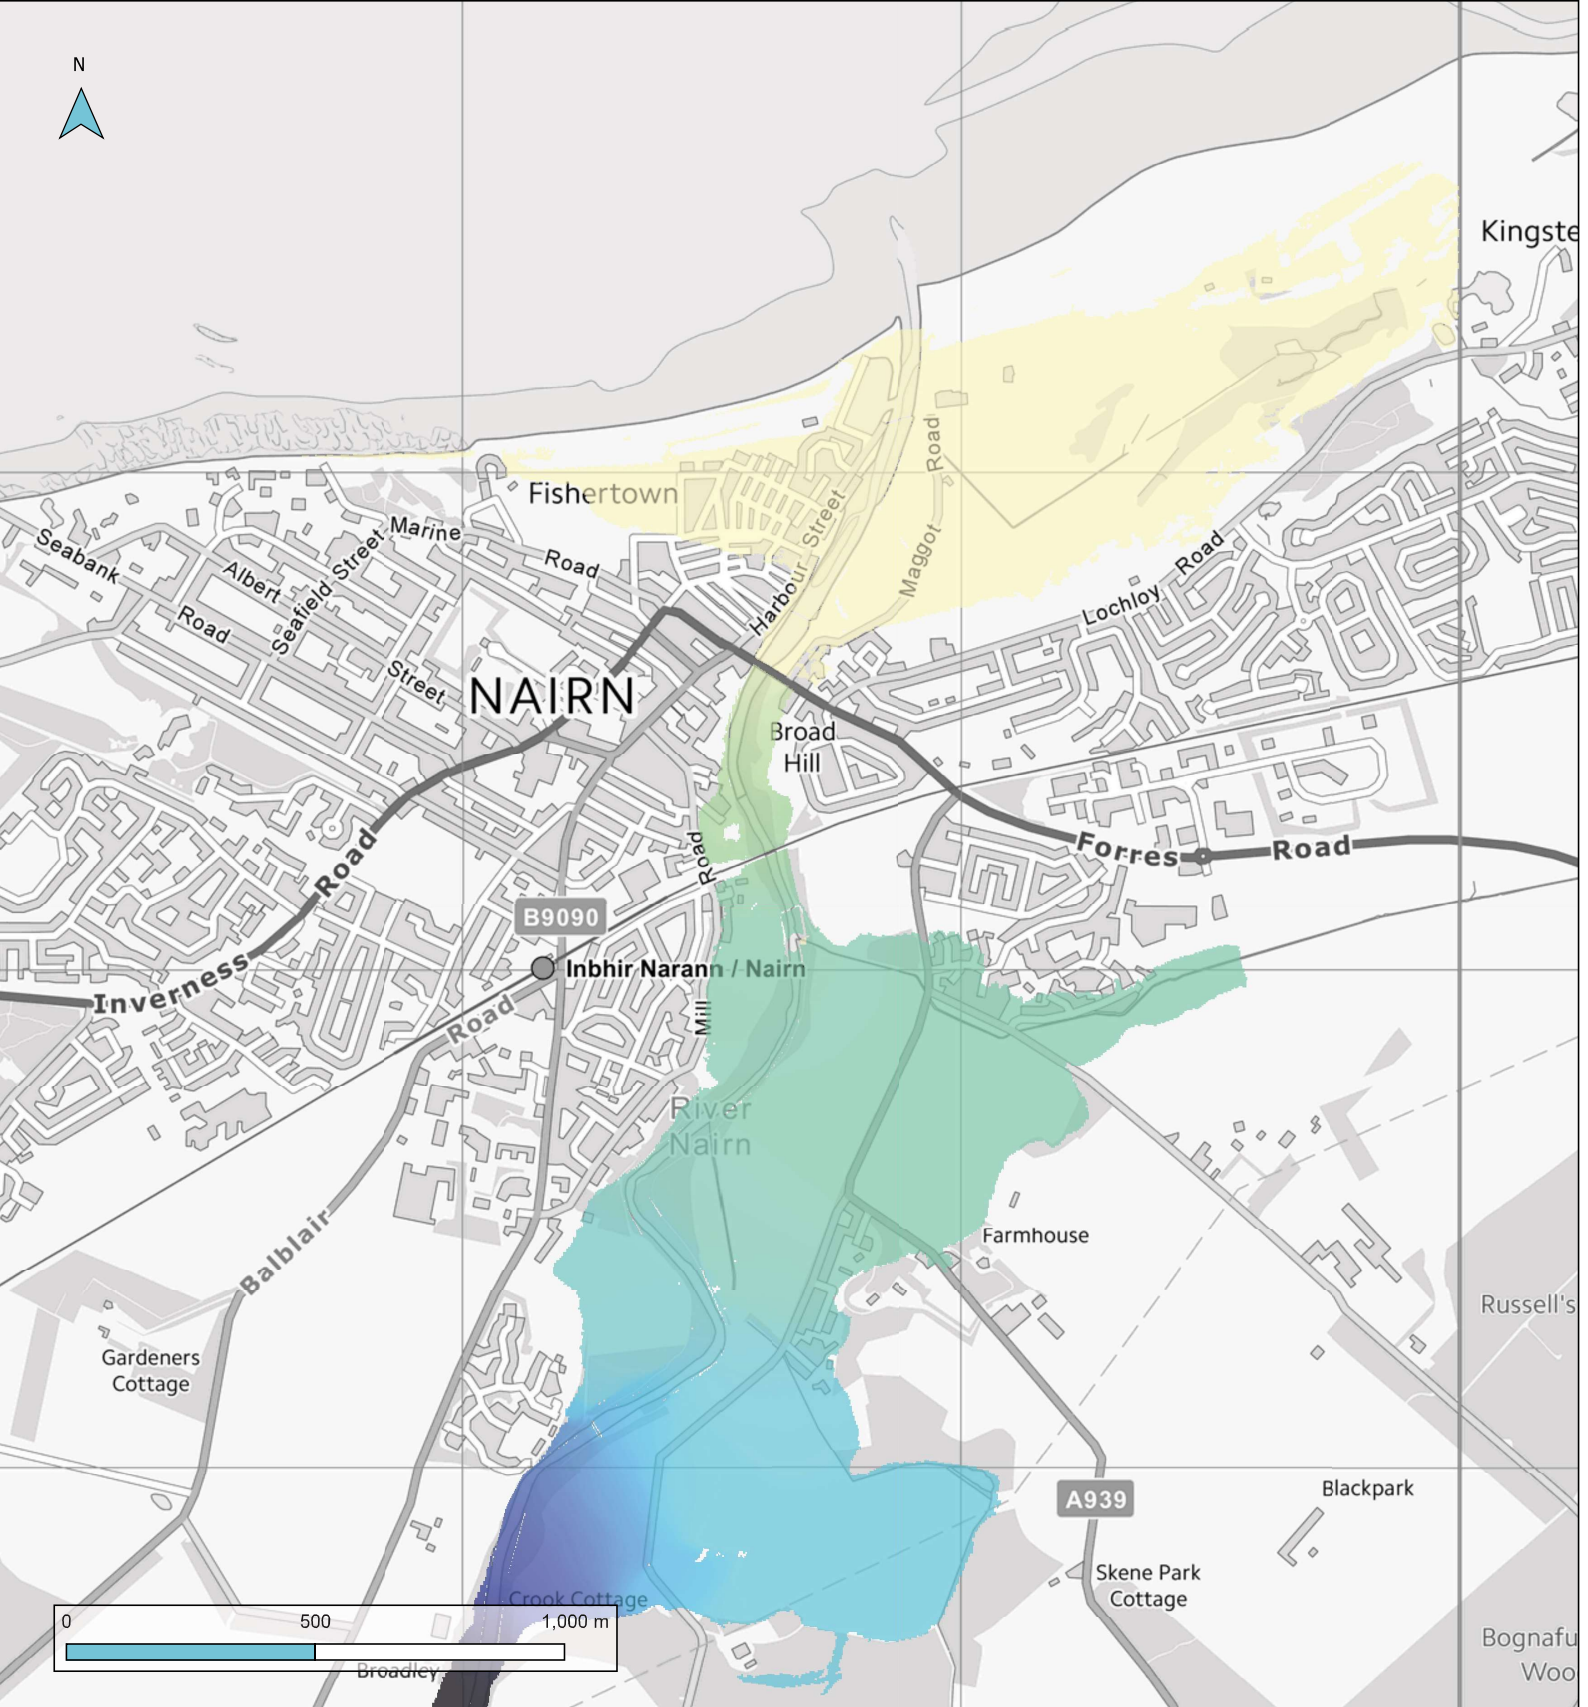 N
Kingste
Fishertown
Marine
Road
Seabank
Road
Albert
Street
Seafield Street
Harbour Street
Maggot Road
Lochloy Road
NAIRN
Broad
Hill
Inverness Road
Forres Road
Road
Mill
B9090
Inbhir Narann / Nairn
Balblair
Road
River
Nairn
Farmhouse
Russell's
Gardeners
Cottage
A939
Blackpark
Skene Park
Cottage
Crook Cottage
Bognafu
Woo
0 500 1,000 m
Broadley